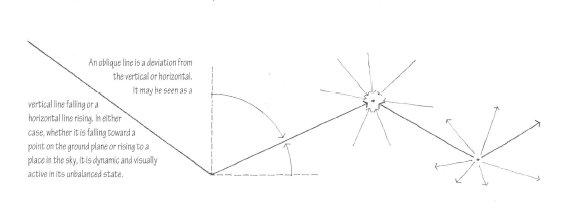 An oblique line is a deviation from
the vertical or horizontal.
It may be seen as a
vertical line falling or a
horizontal line rising. In either
case, whether it is falling toward a
point on the ground plane or rising to a
place in the sky, it is dynamic and visually
active in its unbalanced state.